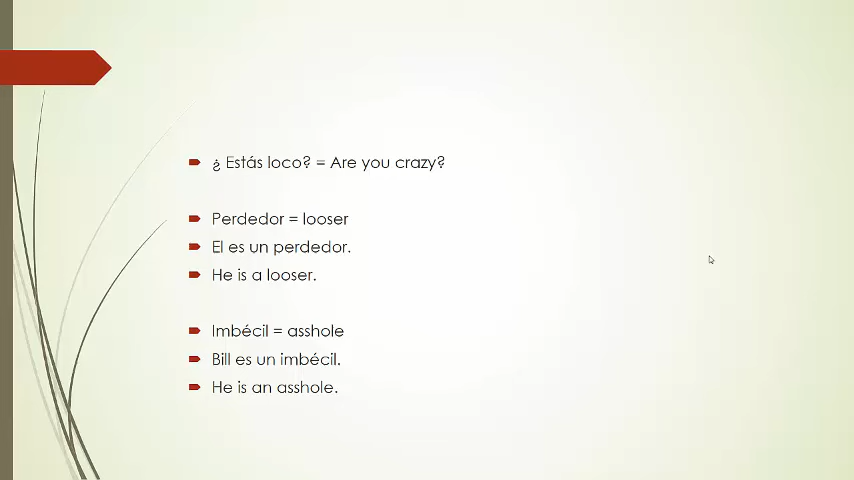 ¿ Estás loco? = Are you crazy?
Perdedor = looser
El es un perdedor.
He is a looser.
Imbécil = asshole
Bill es un imbécil.
He is an asshole.